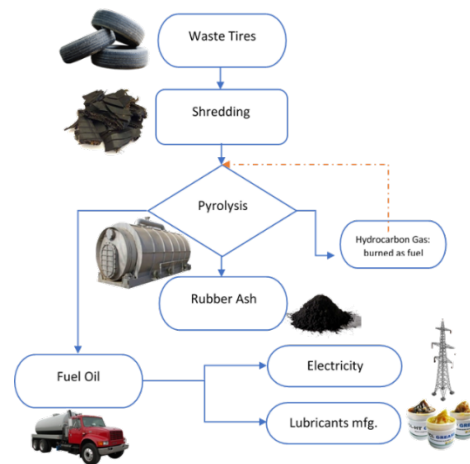 Waste Tires
Shredding
Pyrolysis
Hydrocarbon Gas:
burned as fuel
Rubber Ash
Fuel Oil
Electricity
Lubricants mfg.